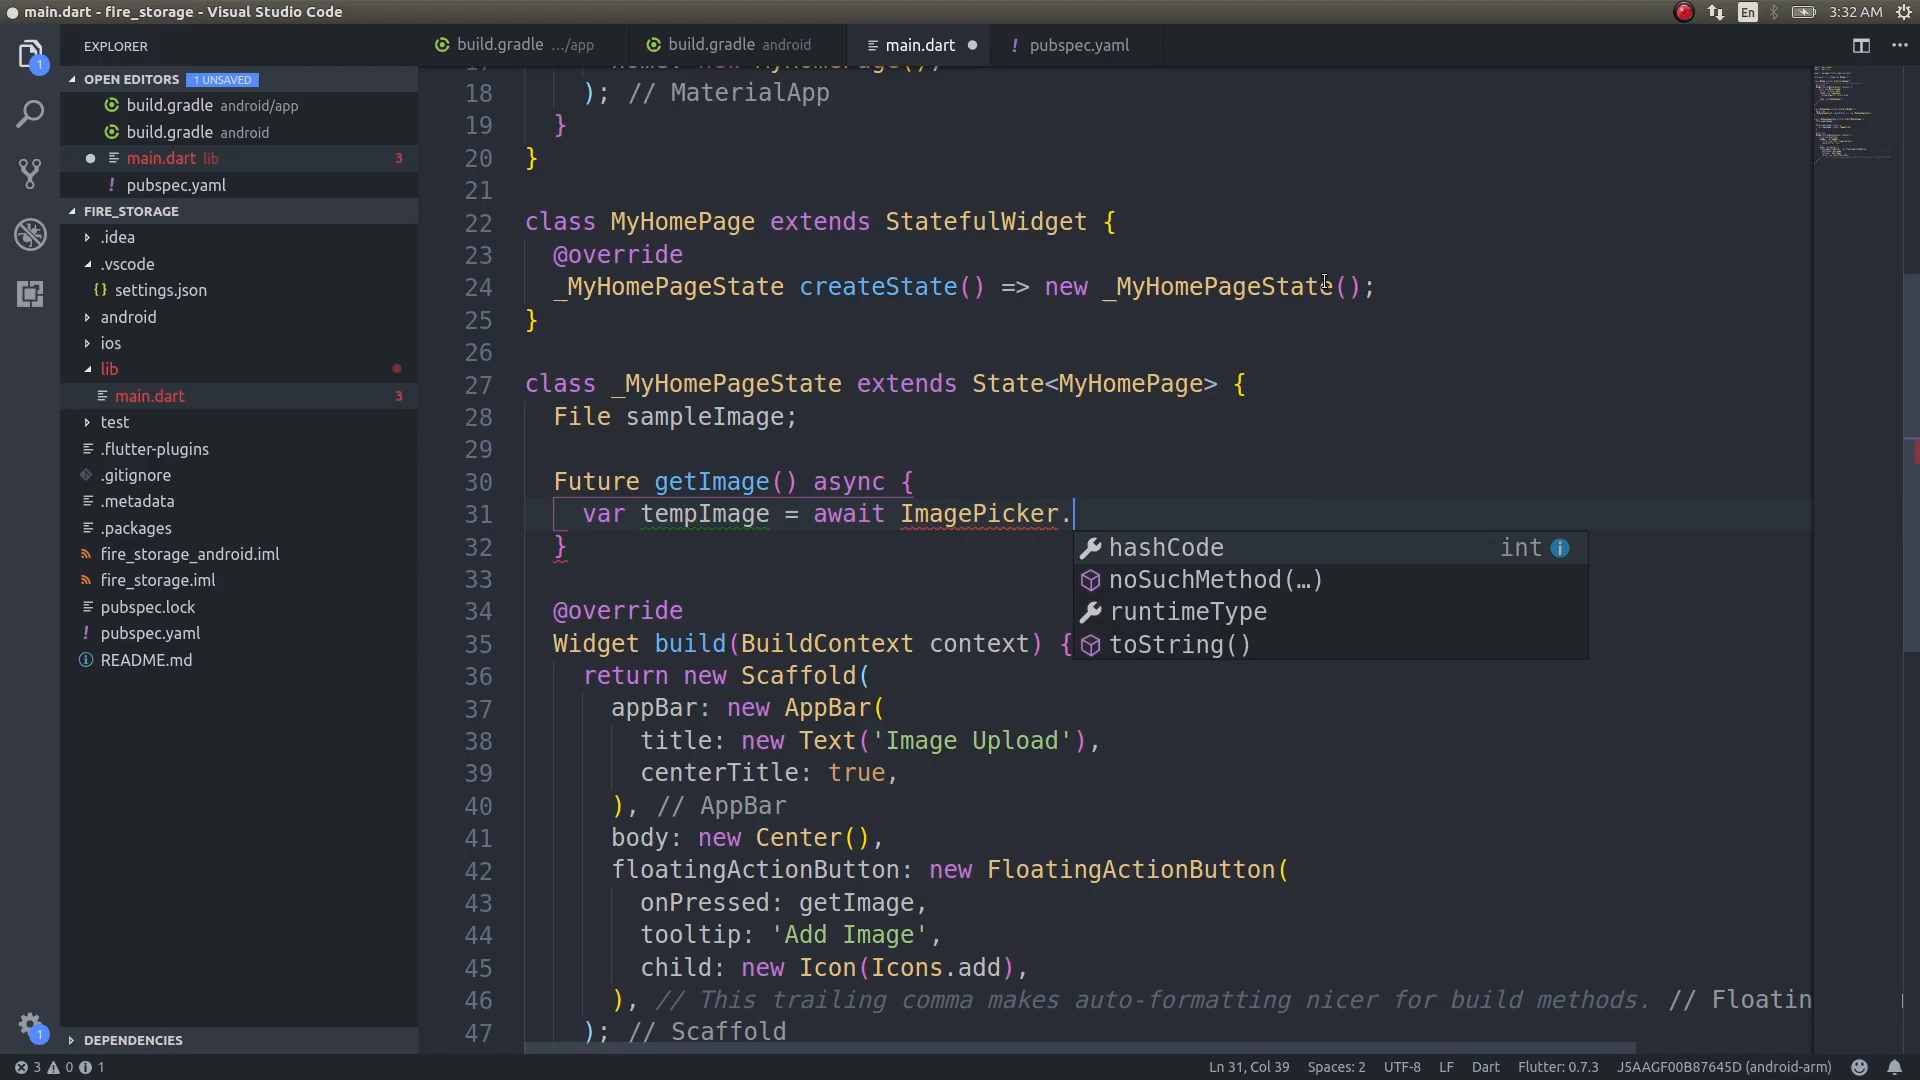 main.dart - fire_storage - Visual Studio Code
En
3:32 AM
EXPLORER
1
OPEN EDITORS 1 UNSAVED
build.gradle android/app
build.gradle android
main.dart lib 3
pubspec.yaml
FIRE_STORAGE
.idea
.vscode
{} settings.json
android
ios
lib
main.dart 3
test
.flutter-plugins
.gitignore
.metadata
.packages
fire_storage_android.iml
fire_storage.iml
pubspec.lock
! pubspec.yaml
README.md
DEPENDENCIES
1
build.gradle .../app
build.gradle android
main.dart
! pubspec.yaml
18 ); // MaterialApp
19 }
20 }
21
22 class MyHomePage extends StatefulWidget {
23 @override
24 _MyHomePageState createState() => new _MyHomePageState();
25 }
26
27 class _MyHomePageState extends State<MyHomePage> {
28 File sampleImage;
29
30 Future getImage() async {
31 var tempImage = await ImagePicker.
32 }
33
34 @override
35 Widget build(BuildContext context) {
36 return new Scaffold(
37 appBar: new AppBar(
38 title: new Text('Image Upload'),
39 centerTitle: true,
40 ), // AppBar
41 body: new Center(),
42 floatingActionButton: new FloatingActionButton(
43 onPressed: getImage,
44 tooltip: 'Add Image',
45 child: new Icon(Icons.add),
46 ), // This trailing comma makes auto-formatting nicer for build methods. // Floatin
47 ); // Scaffold
hashCode int
noSuchMethod(…)
runtimeType
toString()
3 0 1
Ln 31, Col 39 Spaces: 2 UTF-8 LF Dart Flutter: 0.7.3 J5AAGF00B87645D (android-arm)